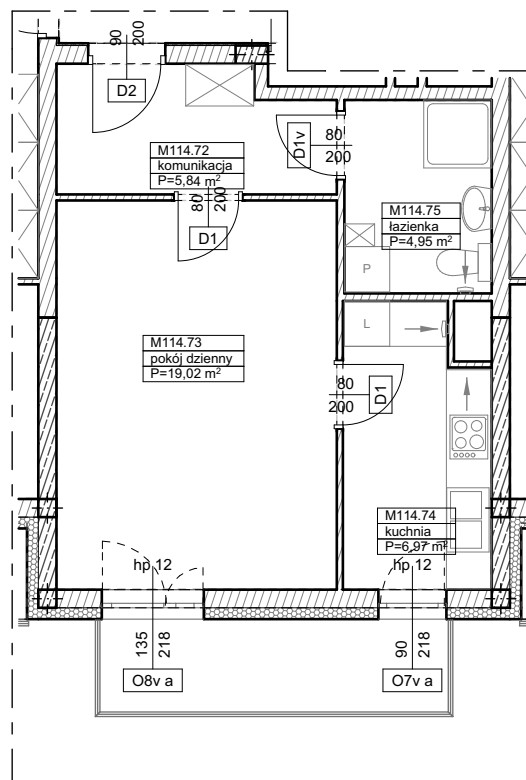 90
200
D2
M114.72
komunikacja
P=5,84 m²
D1v
80
200
80
200
D1
M114.75
łazienka
P=4,95 m²
P
L
M114.73
pokój dzienny
P=19,02 m²
80
200
D1
M114.74
kuchnia
P=6,97 m²
hp 12
hp 12
135
218
90
218
O8v a
O7v a